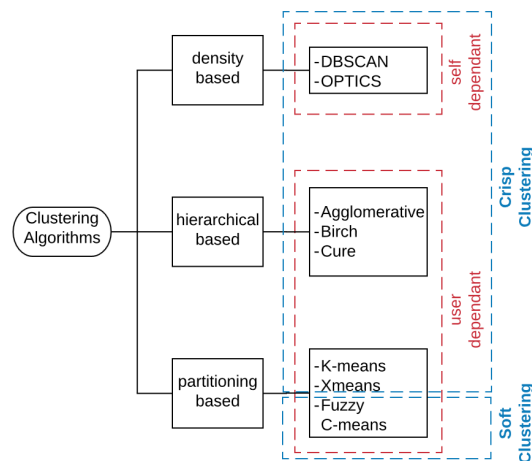 density
based
-DBSCAN
-OPTICS
self
dependant
Crisp
Clustering
Clustering
Algorithms
hierarchical
based
-Agglomerative
-Birch
-Cure
user
dependant
partitioning
based
-K-means
-Xmeans
-Fuzzy
C-means
Soft
Clustering